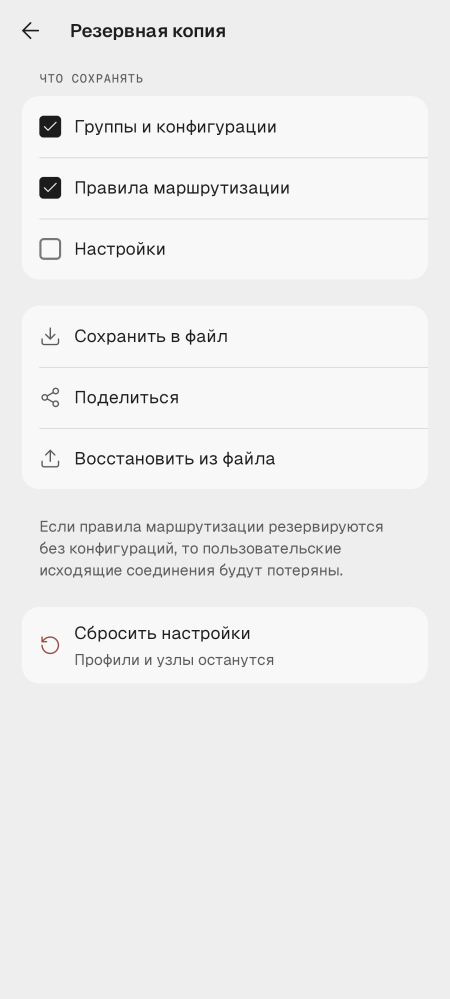 Резервная копия
ЧТО СОХРАНЯТЬ
Группы и конфигурации
Правила маршрутизации
Настройки
Сохранить в файл
Поделиться
Восстановить из файла
Если правила маршрутизации резервируются
без конфигураций, то пользовательские
исходящие соединения будут потеряны.
Сбросить настройки
Профили и узлы останутся